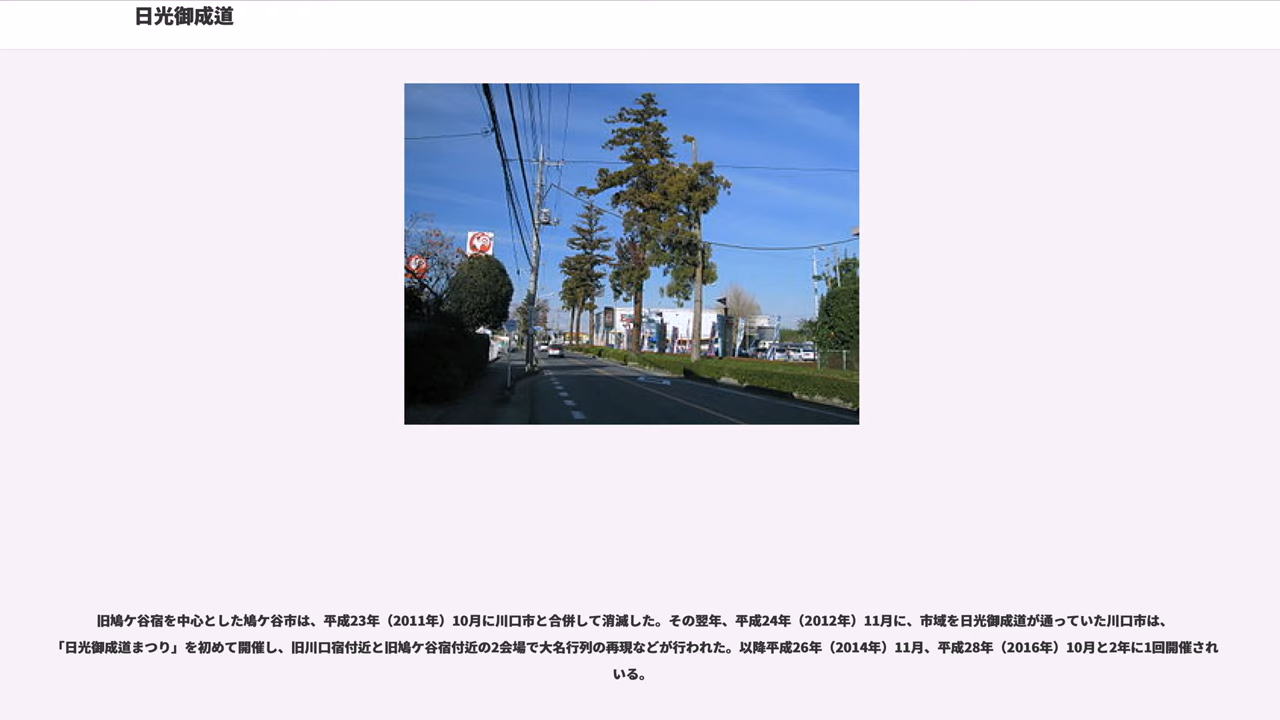 日光御成道
旧鳩ケ谷宿を中心とした鳩ケ谷市は、平成23年（2011年）10月に川口市と合併して消滅した。その翌年、平成24年（2012年）11月に、市域を日光御成道が通っていた川口市は、
「日光御成道まつり」を初めて開催し、旧川口宿付近と旧鳩ケ谷宿付近の2会場で大名行列の再現などが行われた。以降平成26年（2014年）11月、平成28年（2016年）10月と2年に1回開催され
いる。